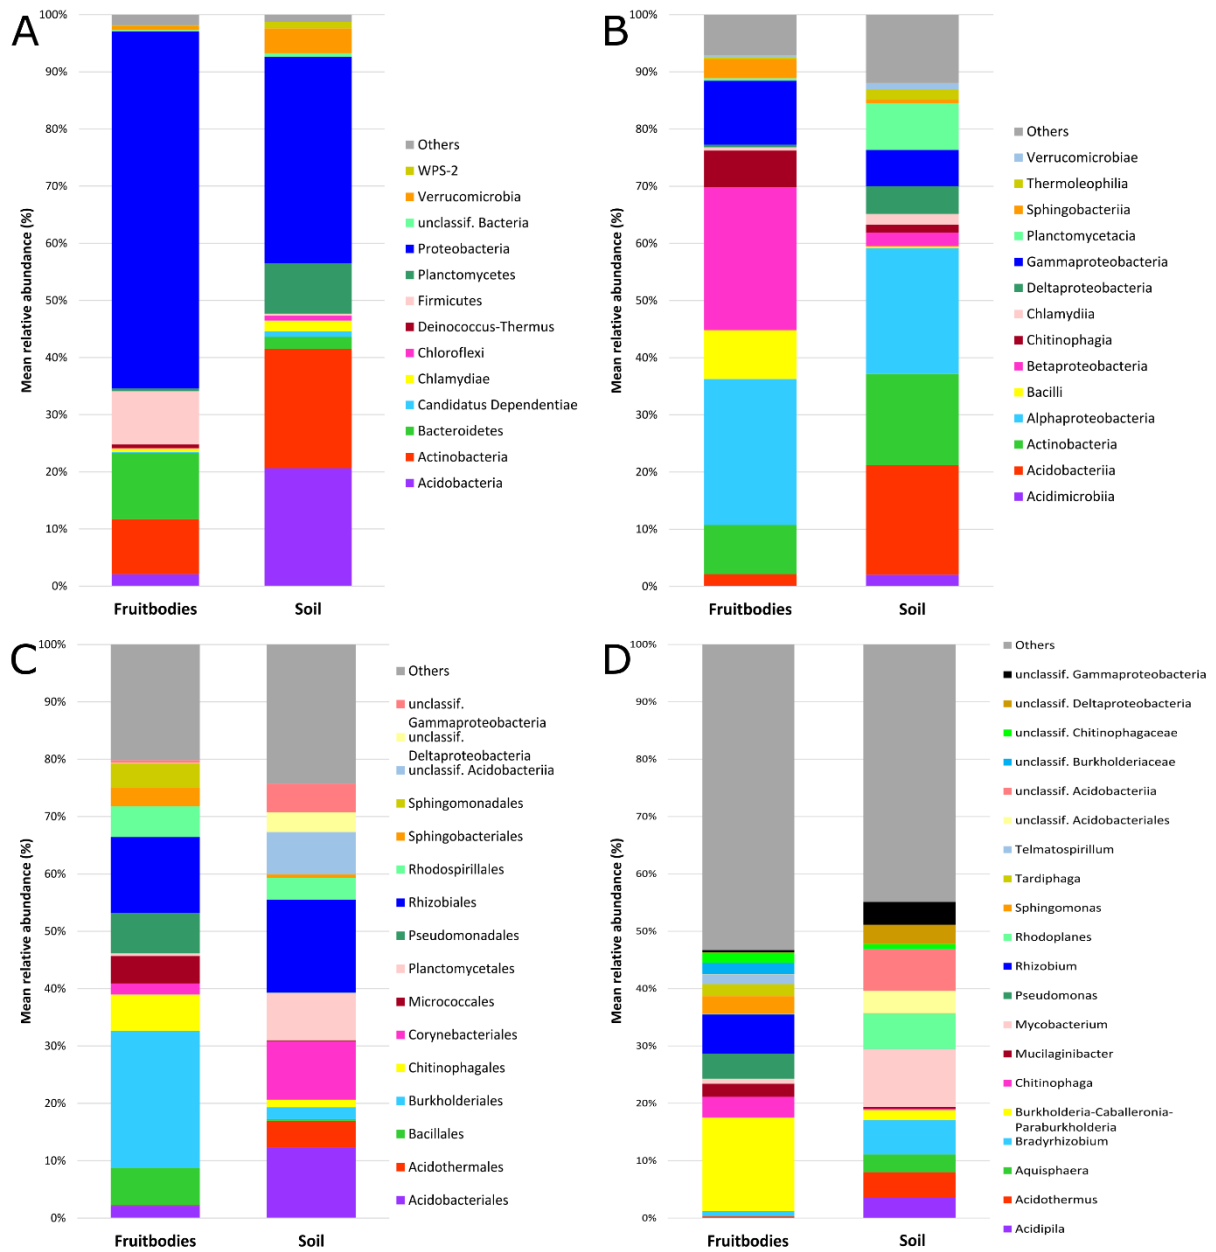 A
100%
90%
80%
70%
60%
50%
40%
30%
20%
10%
0%
Mean relative abundance (%)
Fruitbodies
Soil
Others
WPS-2
Verrucomicrobia
unclassif. Bacteria
Proteobacteria
Planctomycetes
Firmicutes
Deinococcus-Thermus
Chloroflexi
Chlamydiae
Candidatus Dependentiae
Bacteroidetes
Actinobacteria
Acidobacteria
B
100%
90%
80%
70%
60%
50%
40%
30%
20%
10%
0%
Mean relative abundance (%)
Fruitbodies
Soil
Others
Verrucomicrobiae
Thermoleophilia
Sphingobacteriia
Planctomycetacia
Gammaproteobacteria
Deltaproteobacteria
Chlamydiia
Chitinophagia
Betaproteobacteria
Bacilli
Alphaproteobacteria
Actinobacteria
Acidobacteriia
Acidimicrobiia
C
100%
90%
80%
70%
60%
50%
40%
30%
20%
10%
0%
Mean relative abundance (%)
Fruitbodies
Soil
Others
unclassif.
Gammaproteobacteria
unclassif.
Deltaproteobacteria
unclassif. Acidobacteriia
Sphingomonadales
Sphingobacteriales
Rhodospirillales
Rhizobiales
Pseudomonadales
Planctomycetales
Micrococcales
Corynebacteriales
Chitinophagales
Burkholderiales
Bacillales
Acidothermales
Acidobacteriales
D
100%
90%
80%
70%
60%
50%
40%
30%
20%
10%
0%
Mean relative abundance (%)
Fruitbodies
Soil
Others
unclassif. Gammaproteobacteria
unclassif. Deltaproteobacteria
unclassif. Chitinophagaceae
unclassif. Burkholderiaceae
unclassif. Acidobacteriia
unclassif. Acidobacteriales
Telmatospirillum
Tardiphaga
Sphingomonas
Rhodoplanes
Rhizobium
Pseudomonas
Mycobacterium
Mucilaginibacter
Chitinophaga
Burkholderia-Caballeronia-
Paraburkholderia
Bradyrhizobium
Aquisphaera
Acidothermus
Acidipila